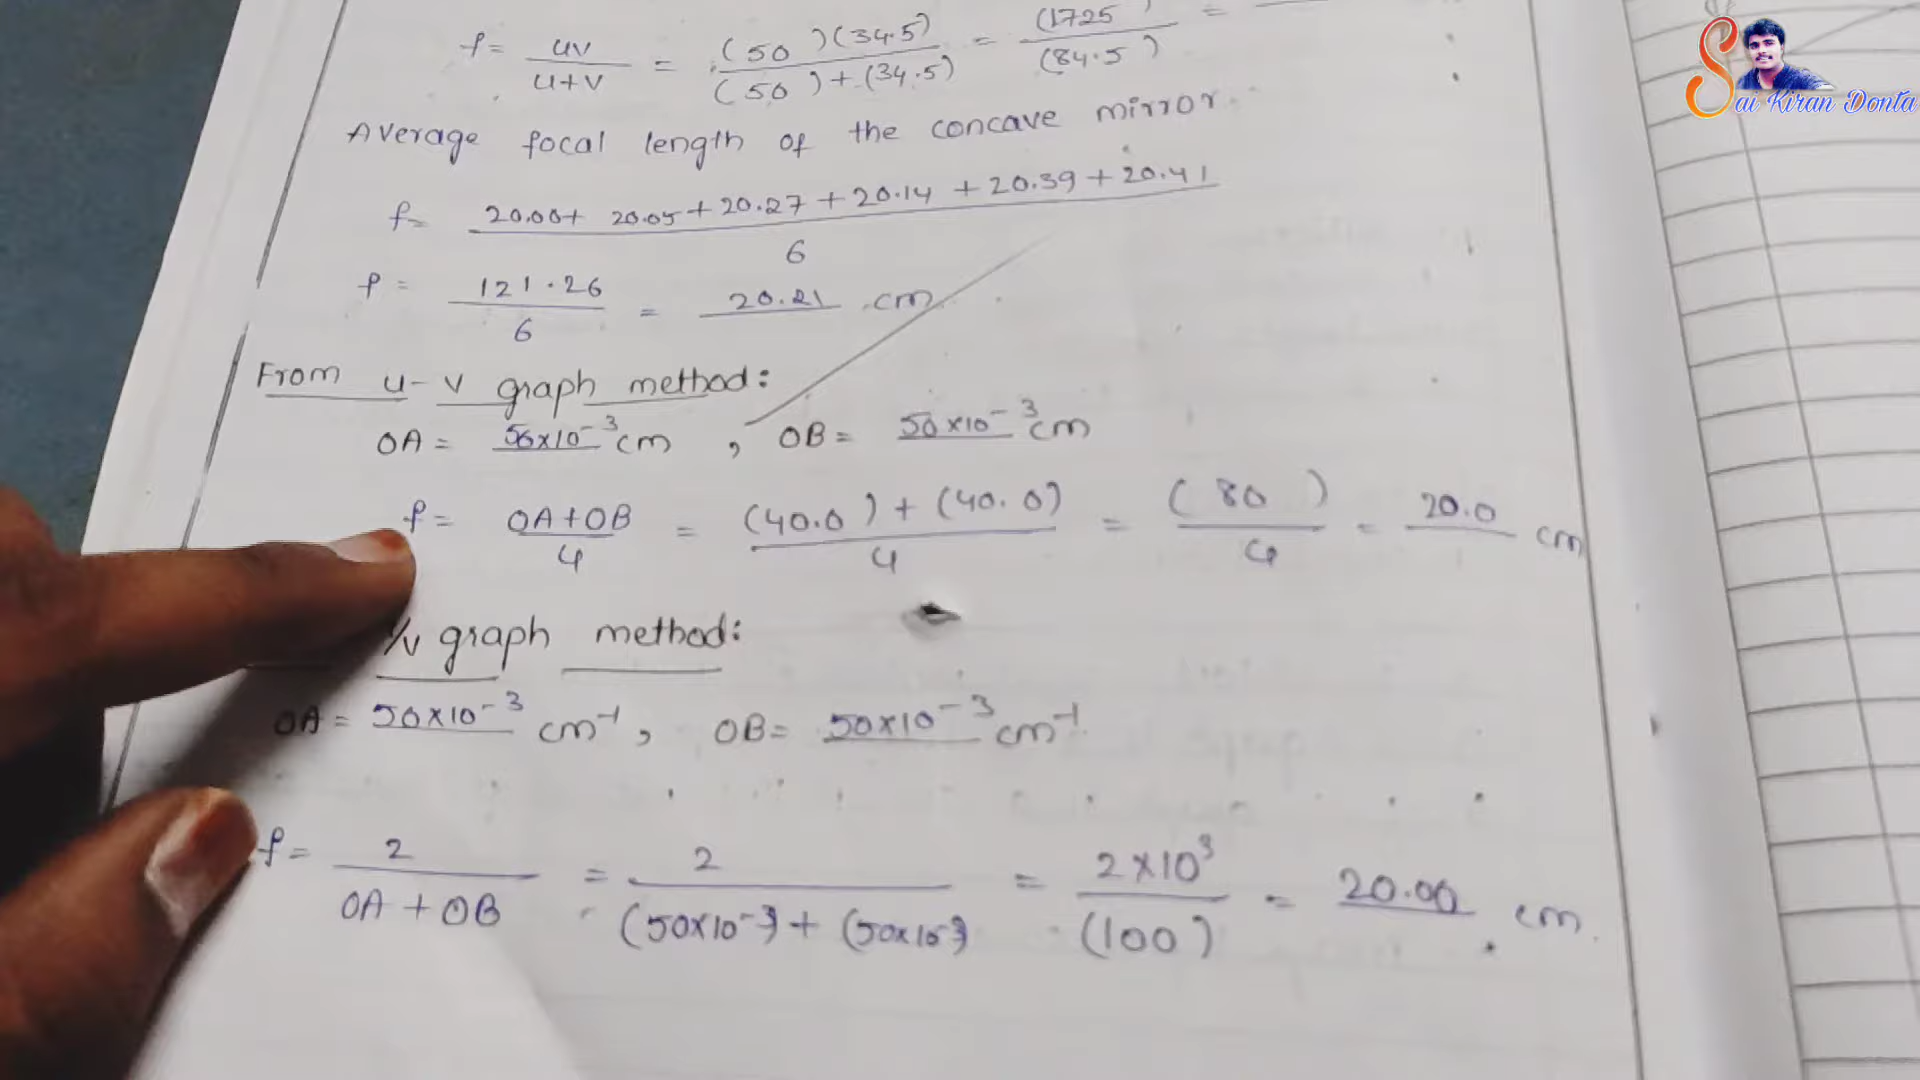 f = uv / u+v = (50)(34.5) / (50)+(34.5) = (1725) / (84.5) =
Average focal length of the concave mirror.
f = 20.00+ 20.05+20.27+20.14+20.39+20.41 / 6
f = 121.26 / 6 = 20.21 cm
From u-v graph method:
OA = 50x10⁻³ cm , OB = 50x10⁻³ cm
f = OA+OB / 4 = (40.0)+(40.0) / 4 = (80) / 4 = 20.0 cm
/v graph method:
OA = 50x10⁻³ cm⁻¹, OB = 50x10⁻³ cm⁻¹.
f = 2 / OA+OB = 2 / (50x10⁻³)+(50x10⁻³) = 2x10³ / (100) = 20.00 cm.
Sai Kiran Donta